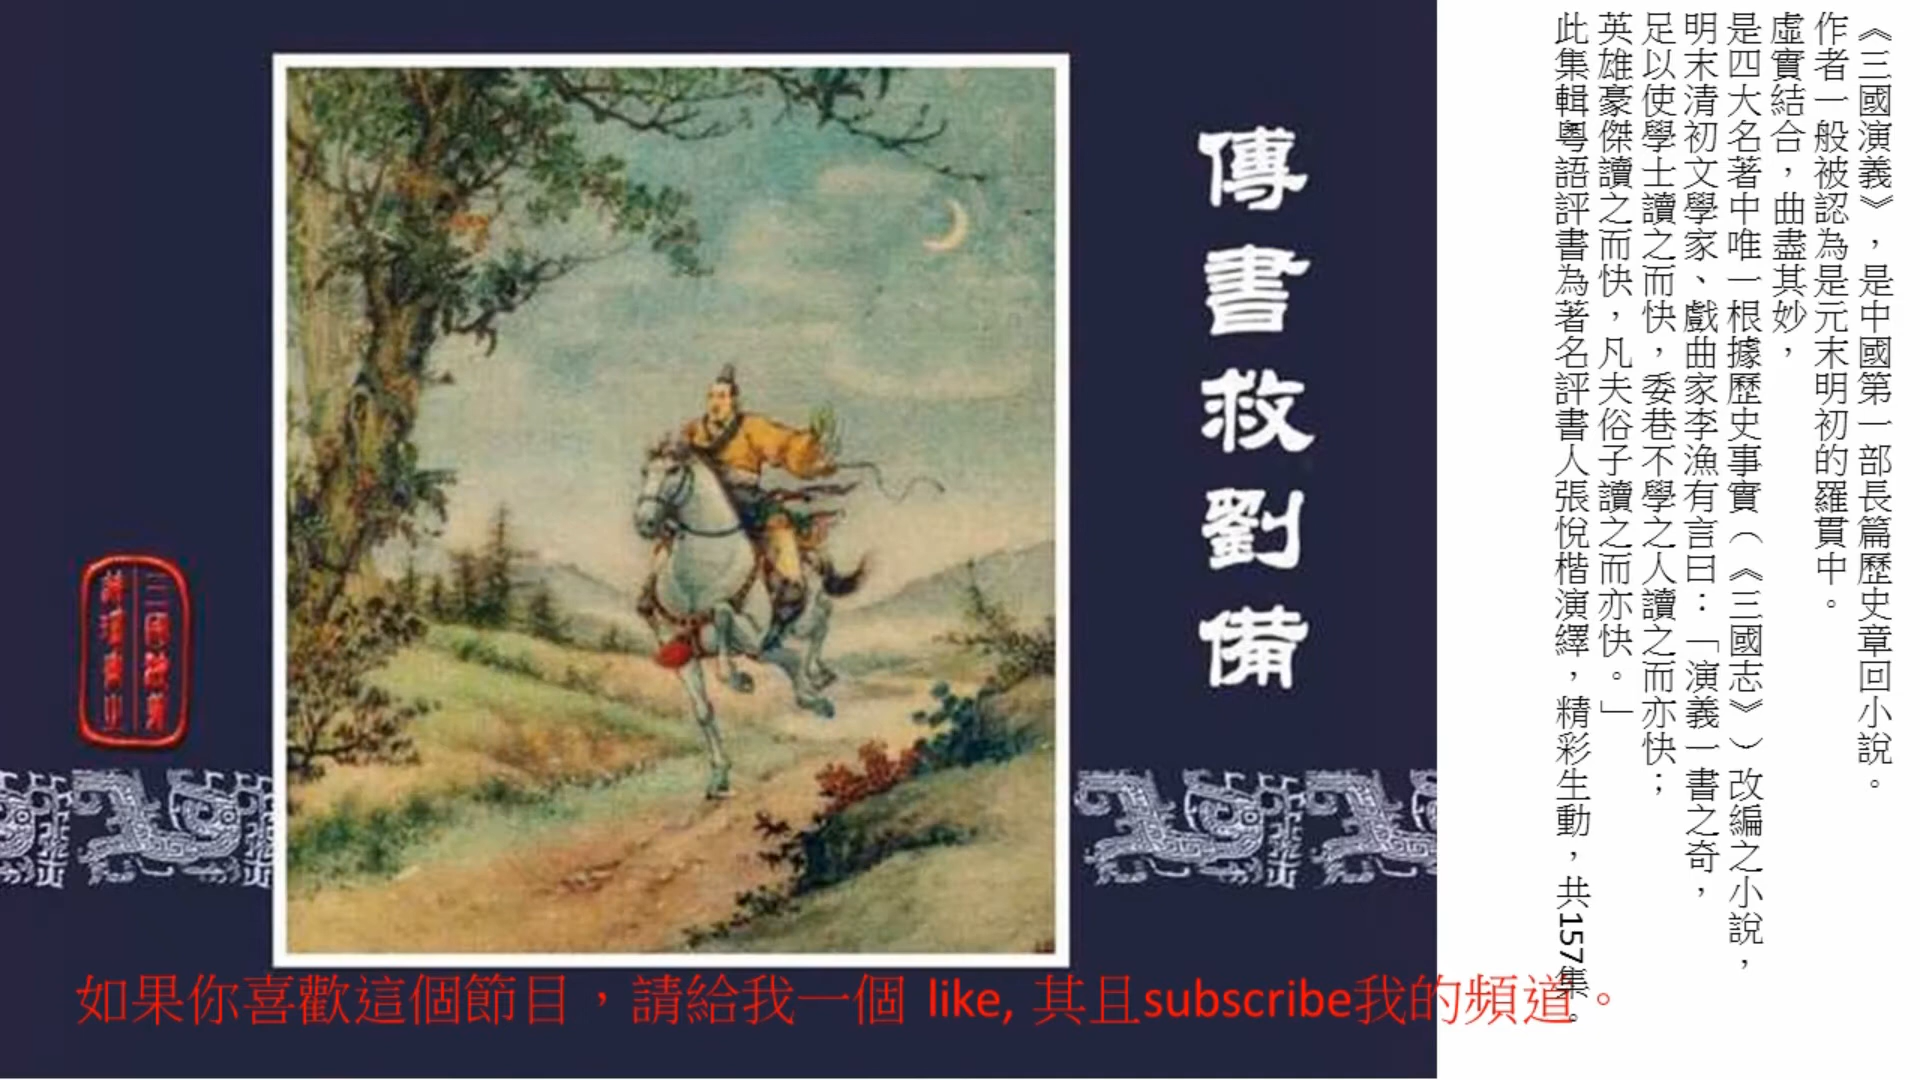 《三國演義》，是中國第一部長篇歷史章回小說。
作者一般被認為是元末明初的羅貫中。
虛實結合，曲盡其妙，
是四大名著中唯一根據歷史事實（《三國志》）改編之小說，
明末清初文學家、戲曲家李漁有言曰：「演義一書之奇，
足以使學士讀之而快，委巷不學之人讀之而亦快；
英雄豪傑讀之而快，凡夫俗子讀之而亦快。」
此集輯粵語評書為著名評書人張悅楷演繹，精彩生動，共157集。
傳書救劉備
如果你喜歡這個節目，請給我一個 like, 其且subscribe我的頻道。